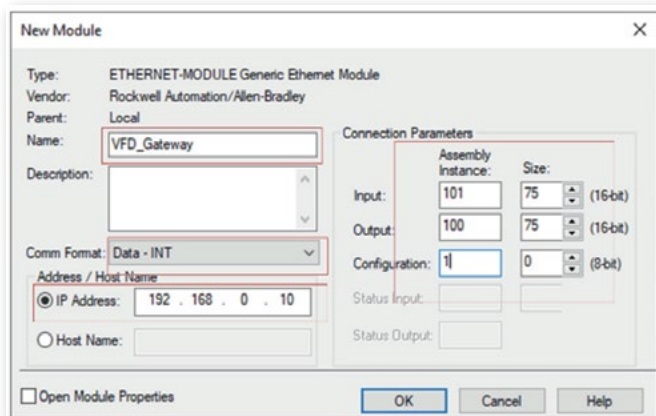 New Module
Type: ETHERNET-MODULE Generic Ethernet Module
Vendor: Rockwell Automation/Allen-Bradley
Parent: Local
Name: VFD_Gateway
Description:
Comm Format: Data - INT
Address / Host Name
IP Address: 192 . 168 . 0 . 10
Host Name:
Connection Parameters
Assembly Instance: Size:
Input: 101 75 (16-bit)
Output: 100 75 (16-bit)
Configuration: 1 0 (8-bit)
Status Input:
Status Output:
Open Module Properties
OK Cancel Help